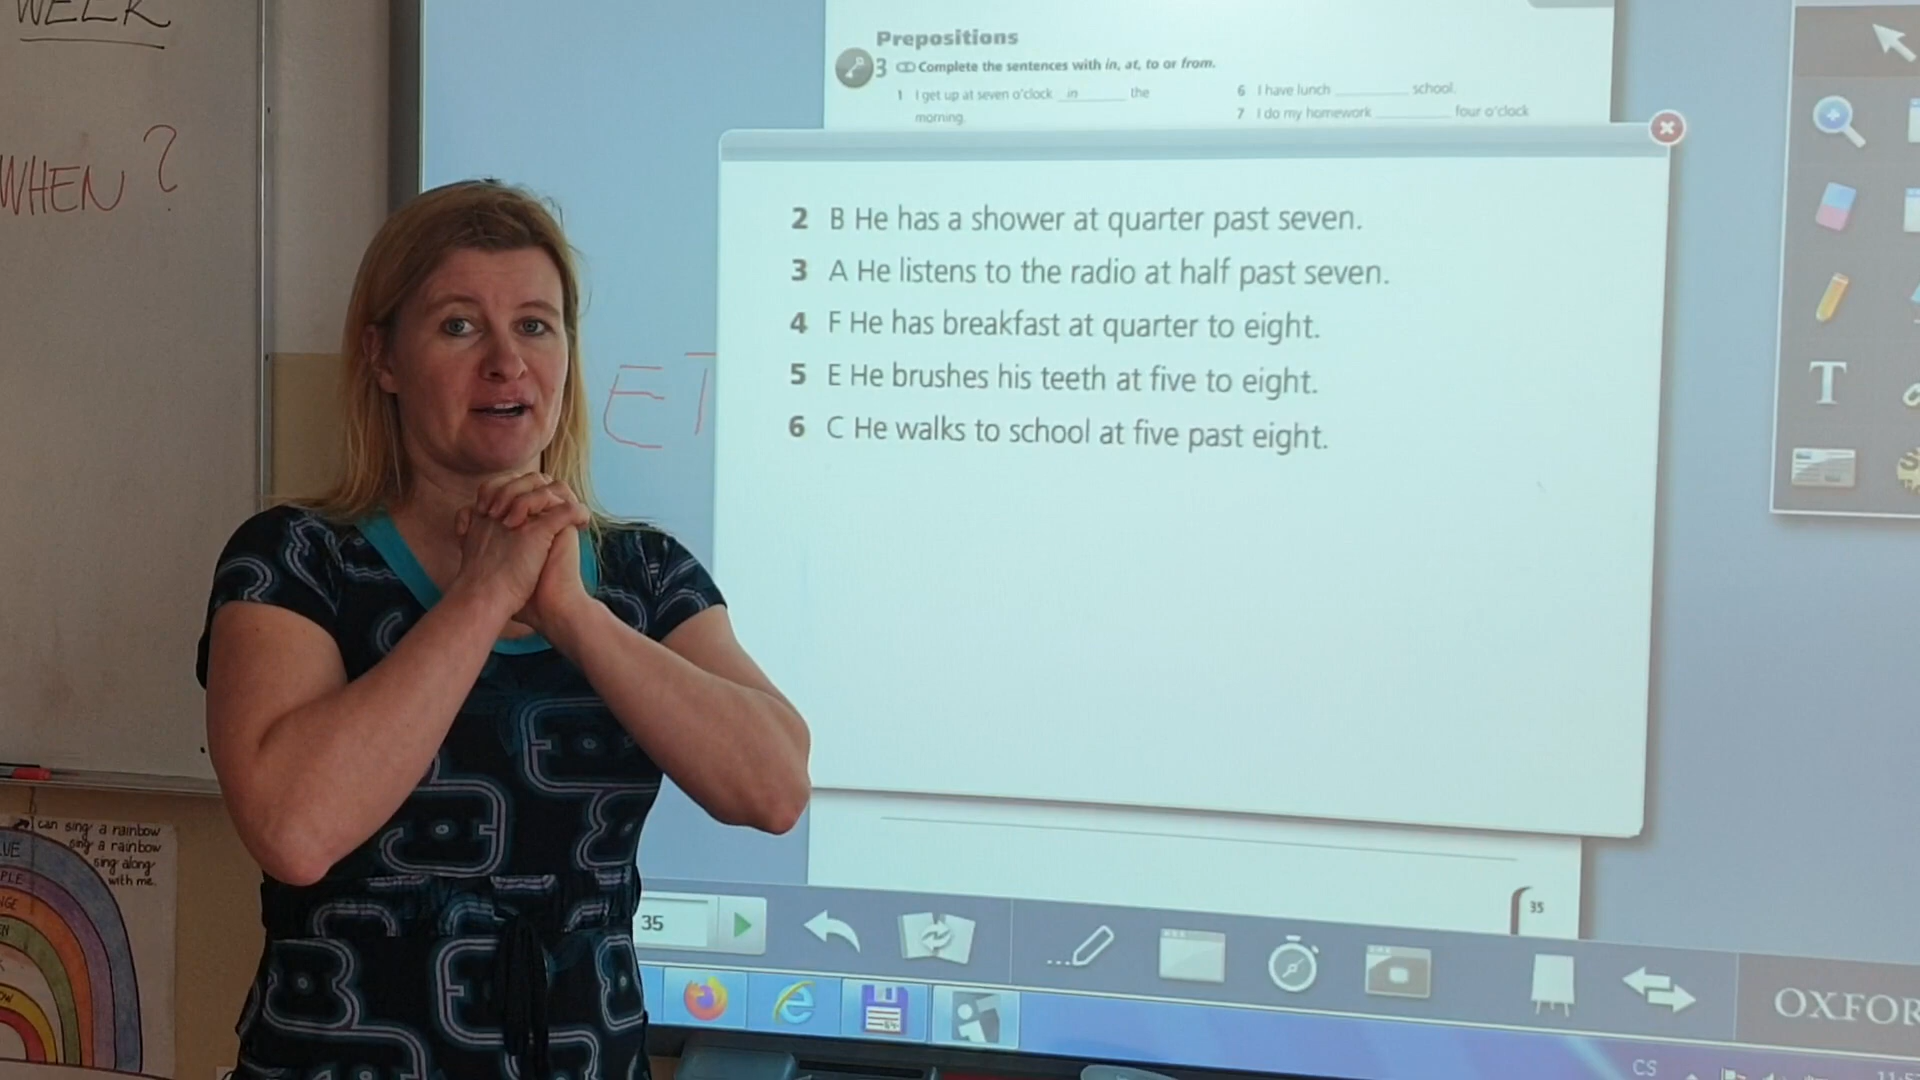 WEEK
WHEN?
Prepositions
3 Complete the sentences with in, at, to or from.
1 I get up at seven o'clock in the
morning.
6 I have lunch ________ school.
7 I do my homework ________ four o'clock
2 B He has a shower at quarter past seven.
3 A He listens to the radio at half past seven.
4 F He has breakfast at quarter to eight.
5 E He brushes his teeth at five to eight.
6 C He walks to school at five past eight.
ET
T
I can sing a rainbow
sing a rainbow
sing along
with me.
35
35
OXFOR
CS